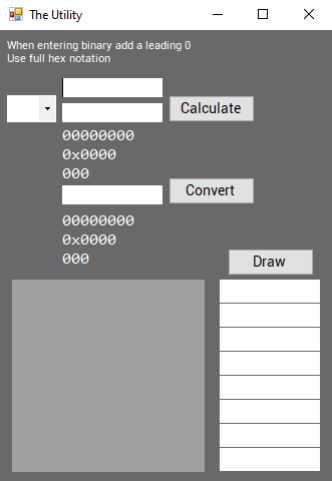 The Utility
When entering binary add a leading 0
Use full hex notation
Calculate
00000000
0x0000
000
Convert
00000000
0x0000
000
Draw